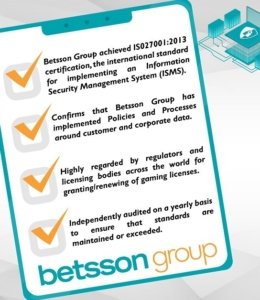 Betsson Group achieved ISO27001:2013
certification, the international standard
for implementing an Information
Security Management System (ISMS).
Confirms that Betsson Group has
implemented Policies and Processes
around customer and corporate data.
Highly regarded by regulators and
licensing bodies across the world for
granting/renewing of gaming licenses.
Independently audited on a yearly basis
to ensure that standards are
maintained or exceeded.
betsson group